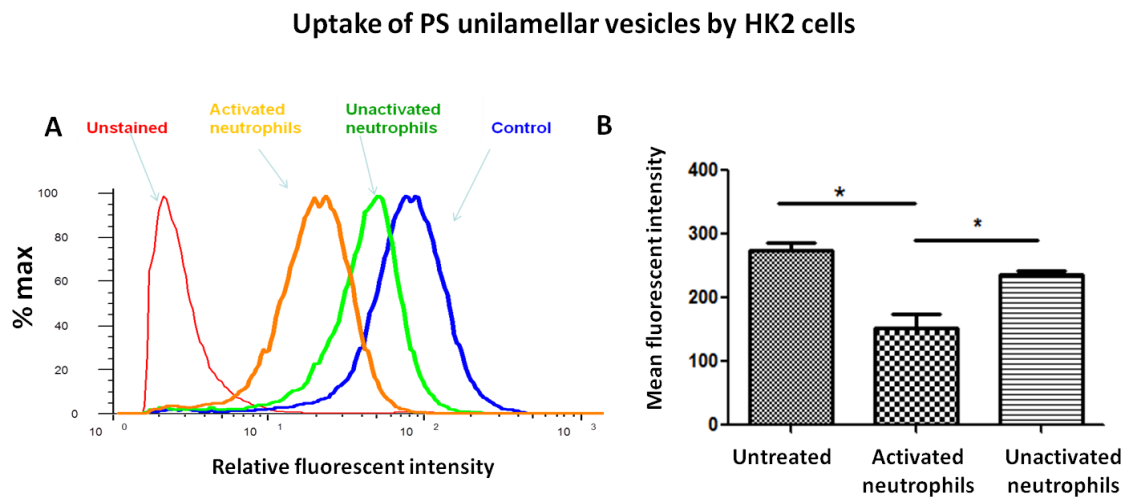 Uptake of PS unilamellar vesicles by HK2 cells
A
Unstained
Activated
neutrophils
Unactivated
neutrophils
Control
100
80
60
40
20
0
% max
10 0
10 1
10 2
10 3
Relative fluorescent intensity
B
400
300
200
100
0
Mean fluorescent intensity
*
*
Untreated
Activated
neutrophils
Unactivated
neutrophils